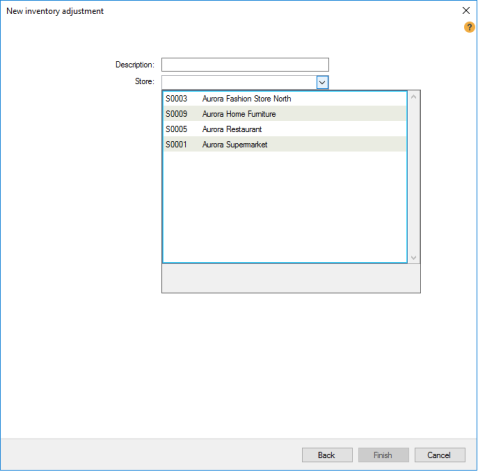 New inventory adjustment
?
Description:
Store:
S0003 Aurora Fashion Store North
S0009 Aurora Home Furniture
S0005 Aurora Restaurant
S0001 Aurora Supermarket
Back Finish Cancel